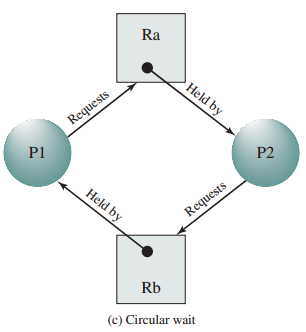 Ra
Requests
Held by
P1
P2
Held by
Requests
Rb
(c) Circular wait